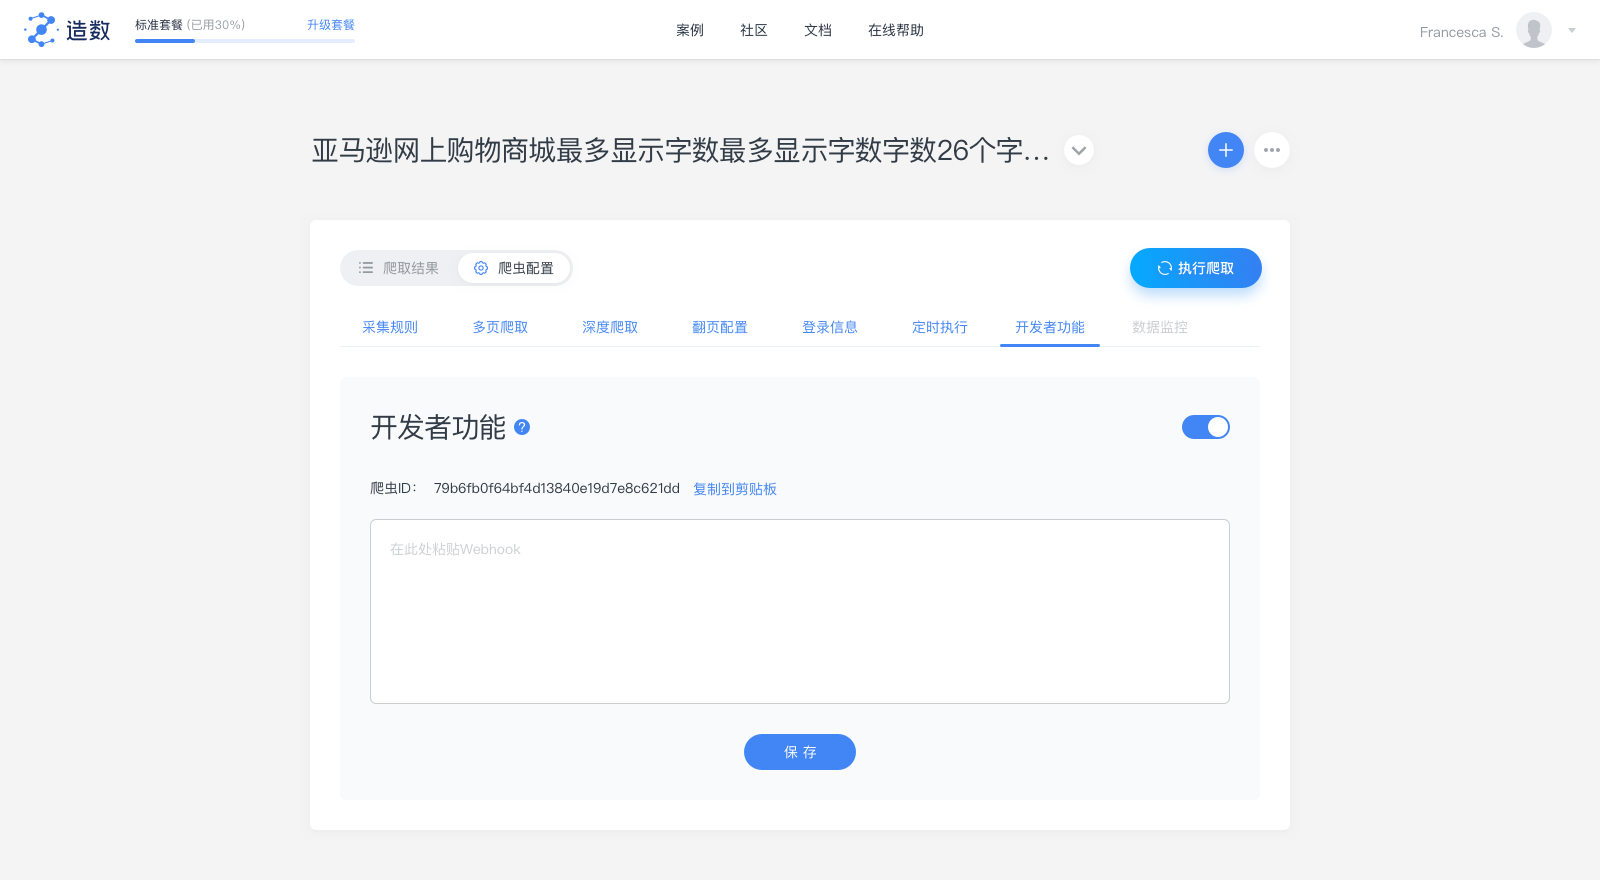 造数
标准套餐 (已用30%) 升级套餐
案例 社区 文档 在线帮助
Francesca S.
亚马逊网上购物商城最多显示字数最多显示字数字数26个字...
爬取结果 爬虫配置 执行爬取
采集规则 多页爬取 深度爬取 翻页配置 登录信息 定时执行 开发者功能 数据监控
开发者功能 ?
爬虫ID： 79b6fb0f64bf4d13840e19d7e8c621dd 复制到剪贴板
在此处粘贴Webhook
保 存